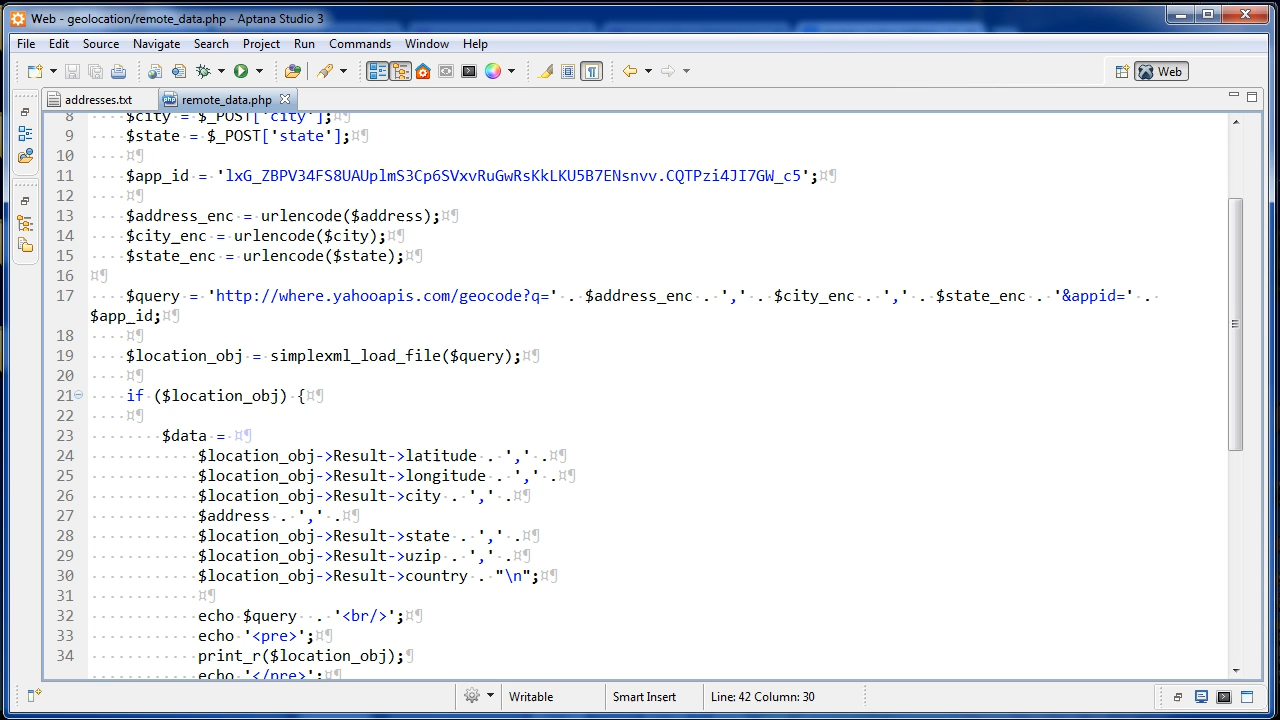 Web - geolocation/remote_data.php - Aptana Studio 3
File Edit Source Navigate Search Project Run Commands Window Help
Web
addresses.txt remote_data.php
8 $city = $_POST['city'];
9 $state = $_POST['state'];
10
11 $app_id = 'lxG_ZBPV34FS8UAUplmS3Cp6SVxvRuGwRsKkLKU5B7ENsnvv.CQTPzi4JI7GW_c5';
12
13 $address_enc = urlencode($address);
14 $city_enc = urlencode($city);
15 $state_enc = urlencode($state);
16
17 $query = 'http://where.yahooapis.com/geocode?q=' . $address_enc . ',' . $city_enc . ',' . $state_enc . '&appid=' .
$app_id;
18
19 $location_obj = simplexml_load_file($query);
20
21 if ($location_obj) {
22
23 $data =
24 $location_obj->Result->latitude . ',' .
25 $location_obj->Result->longitude . ',' .
26 $location_obj->Result->city . ',' .
27 $address . ',' .
28 $location_obj->Result->state . ',' .
29 $location_obj->Result->uzip . ',' .
30 $location_obj->Result->country . "\n";
31
32 echo $query . '<br/>';
33 echo '<pre>';
34 print_r($location_obj);
echo '</pre>';
Writable Smart Insert Line: 42 Column: 30